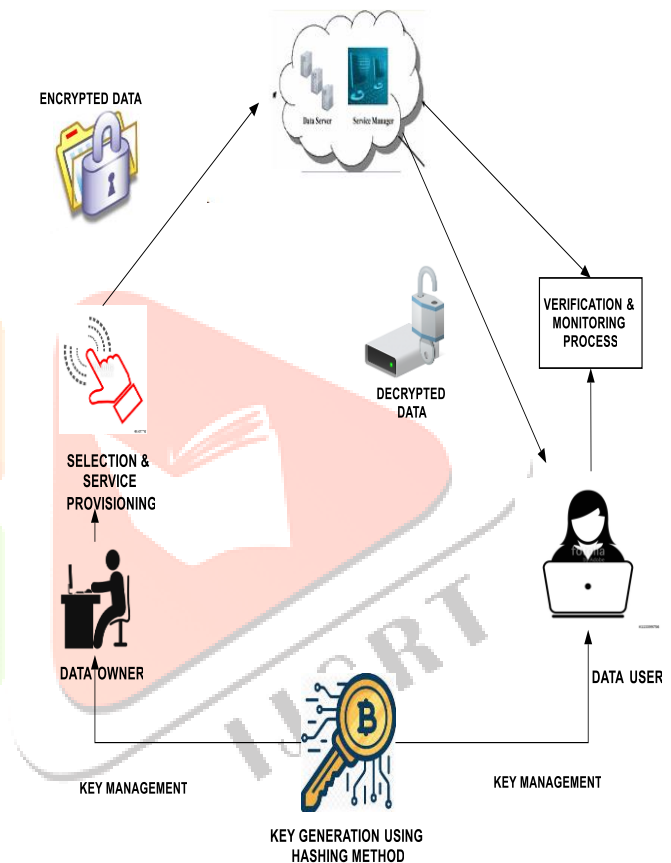 Data Server Service Manager
ENCRYPTED DATA
VERIFICATION &
MONITORING
PROCESS
DECRYPTED
DATA
SELECTION &
SERVICE
PROVISIONING
DATA OWNER
DATA USER
KEY MANAGEMENT
KEY MANAGEMENT
KEY GENERATION USING
HASHING METHOD
B
IJCRT